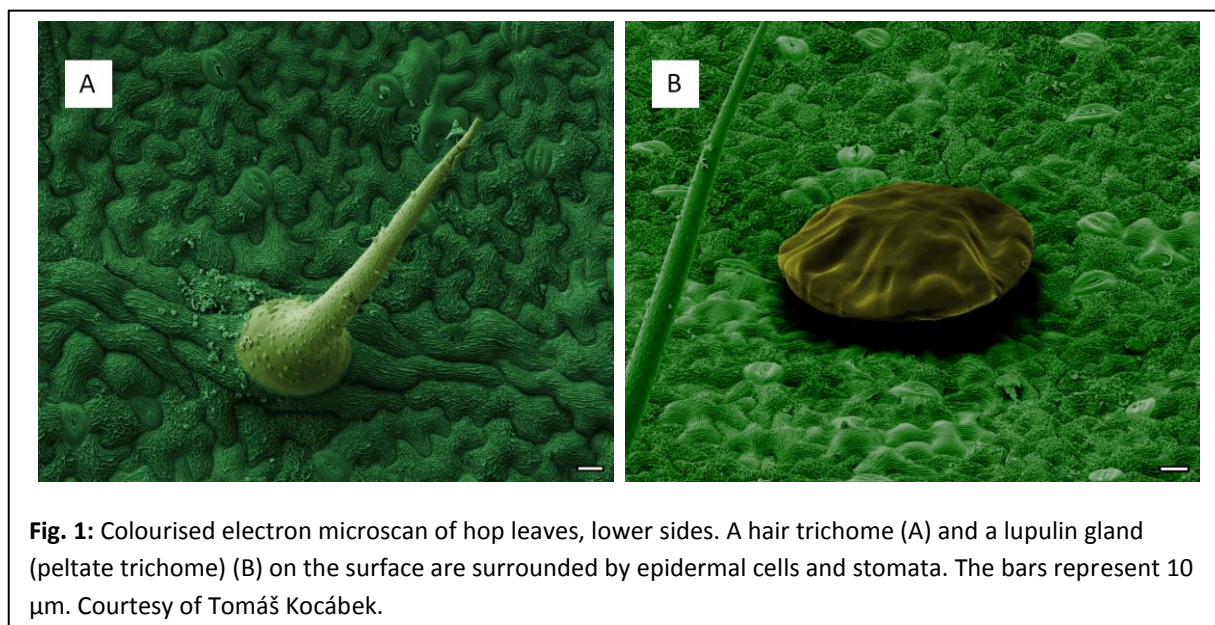 A
B
Fig. 1: Colourised electron microscan of hop leaves, lower sides. A hair trichome (A) and a lupulin gland
(peltate trichome) (B) on the surface are surrounded by epidermal cells and stomata. The bars represent 10
μm. Courtesy of Tomáš Kocábek.